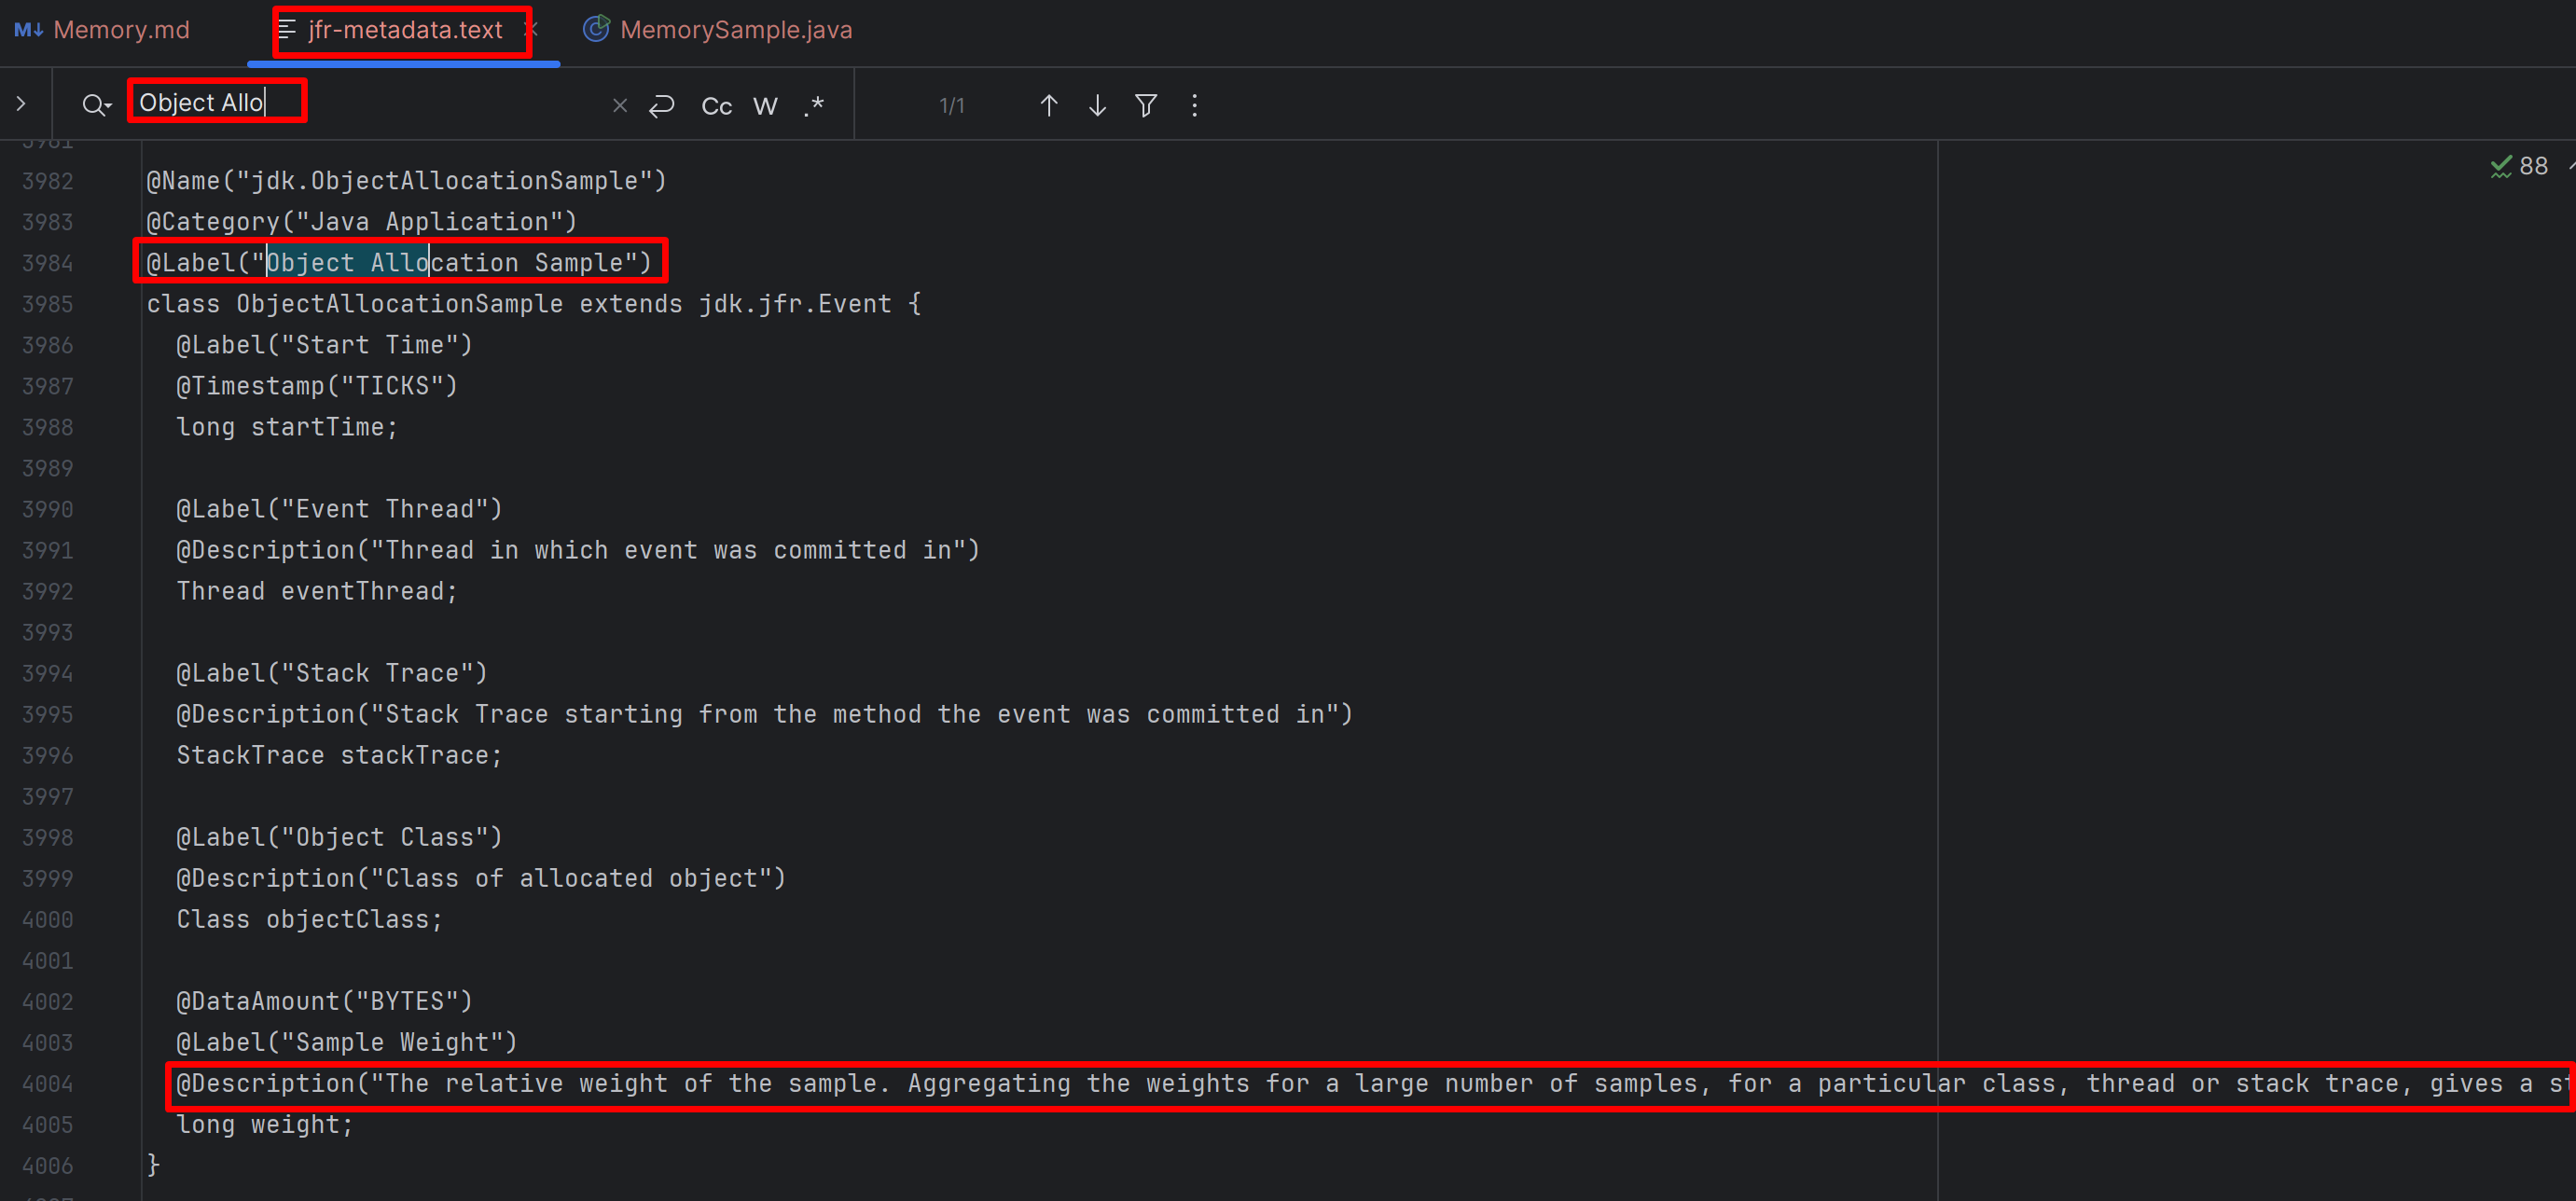 M↓ Memory.md
jfr-metadata.text
MemorySample.java
Object Allo
Cc W .*
1/1
88
3982 @Name("jdk.ObjectAllocationSample")
3983 @Category("Java Application")
3984 @Label("Object Allocation Sample")
3985 class ObjectAllocationSample extends jdk.jfr.Event {
3986 @Label("Start Time")
3987 @Timestamp("TICKS")
3988 long startTime;
3989
3990 @Label("Event Thread")
3991 @Description("Thread in which event was committed in")
3992 Thread eventThread;
3993
3994 @Label("Stack Trace")
3995 @Description("Stack Trace starting from the method the event was committed in")
3996 StackTrace stackTrace;
3997
3998 @Label("Object Class")
3999 @Description("Class of allocated object")
4000 Class objectClass;
4001
4002 @DataAmount("BYTES")
4003 @Label("Sample Weight")
4004 @Description("The relative weight of the sample. Aggregating the weights for a large number of samples, for a particular class, thread or stack trace, gives a
4005 long weight;
4006 }